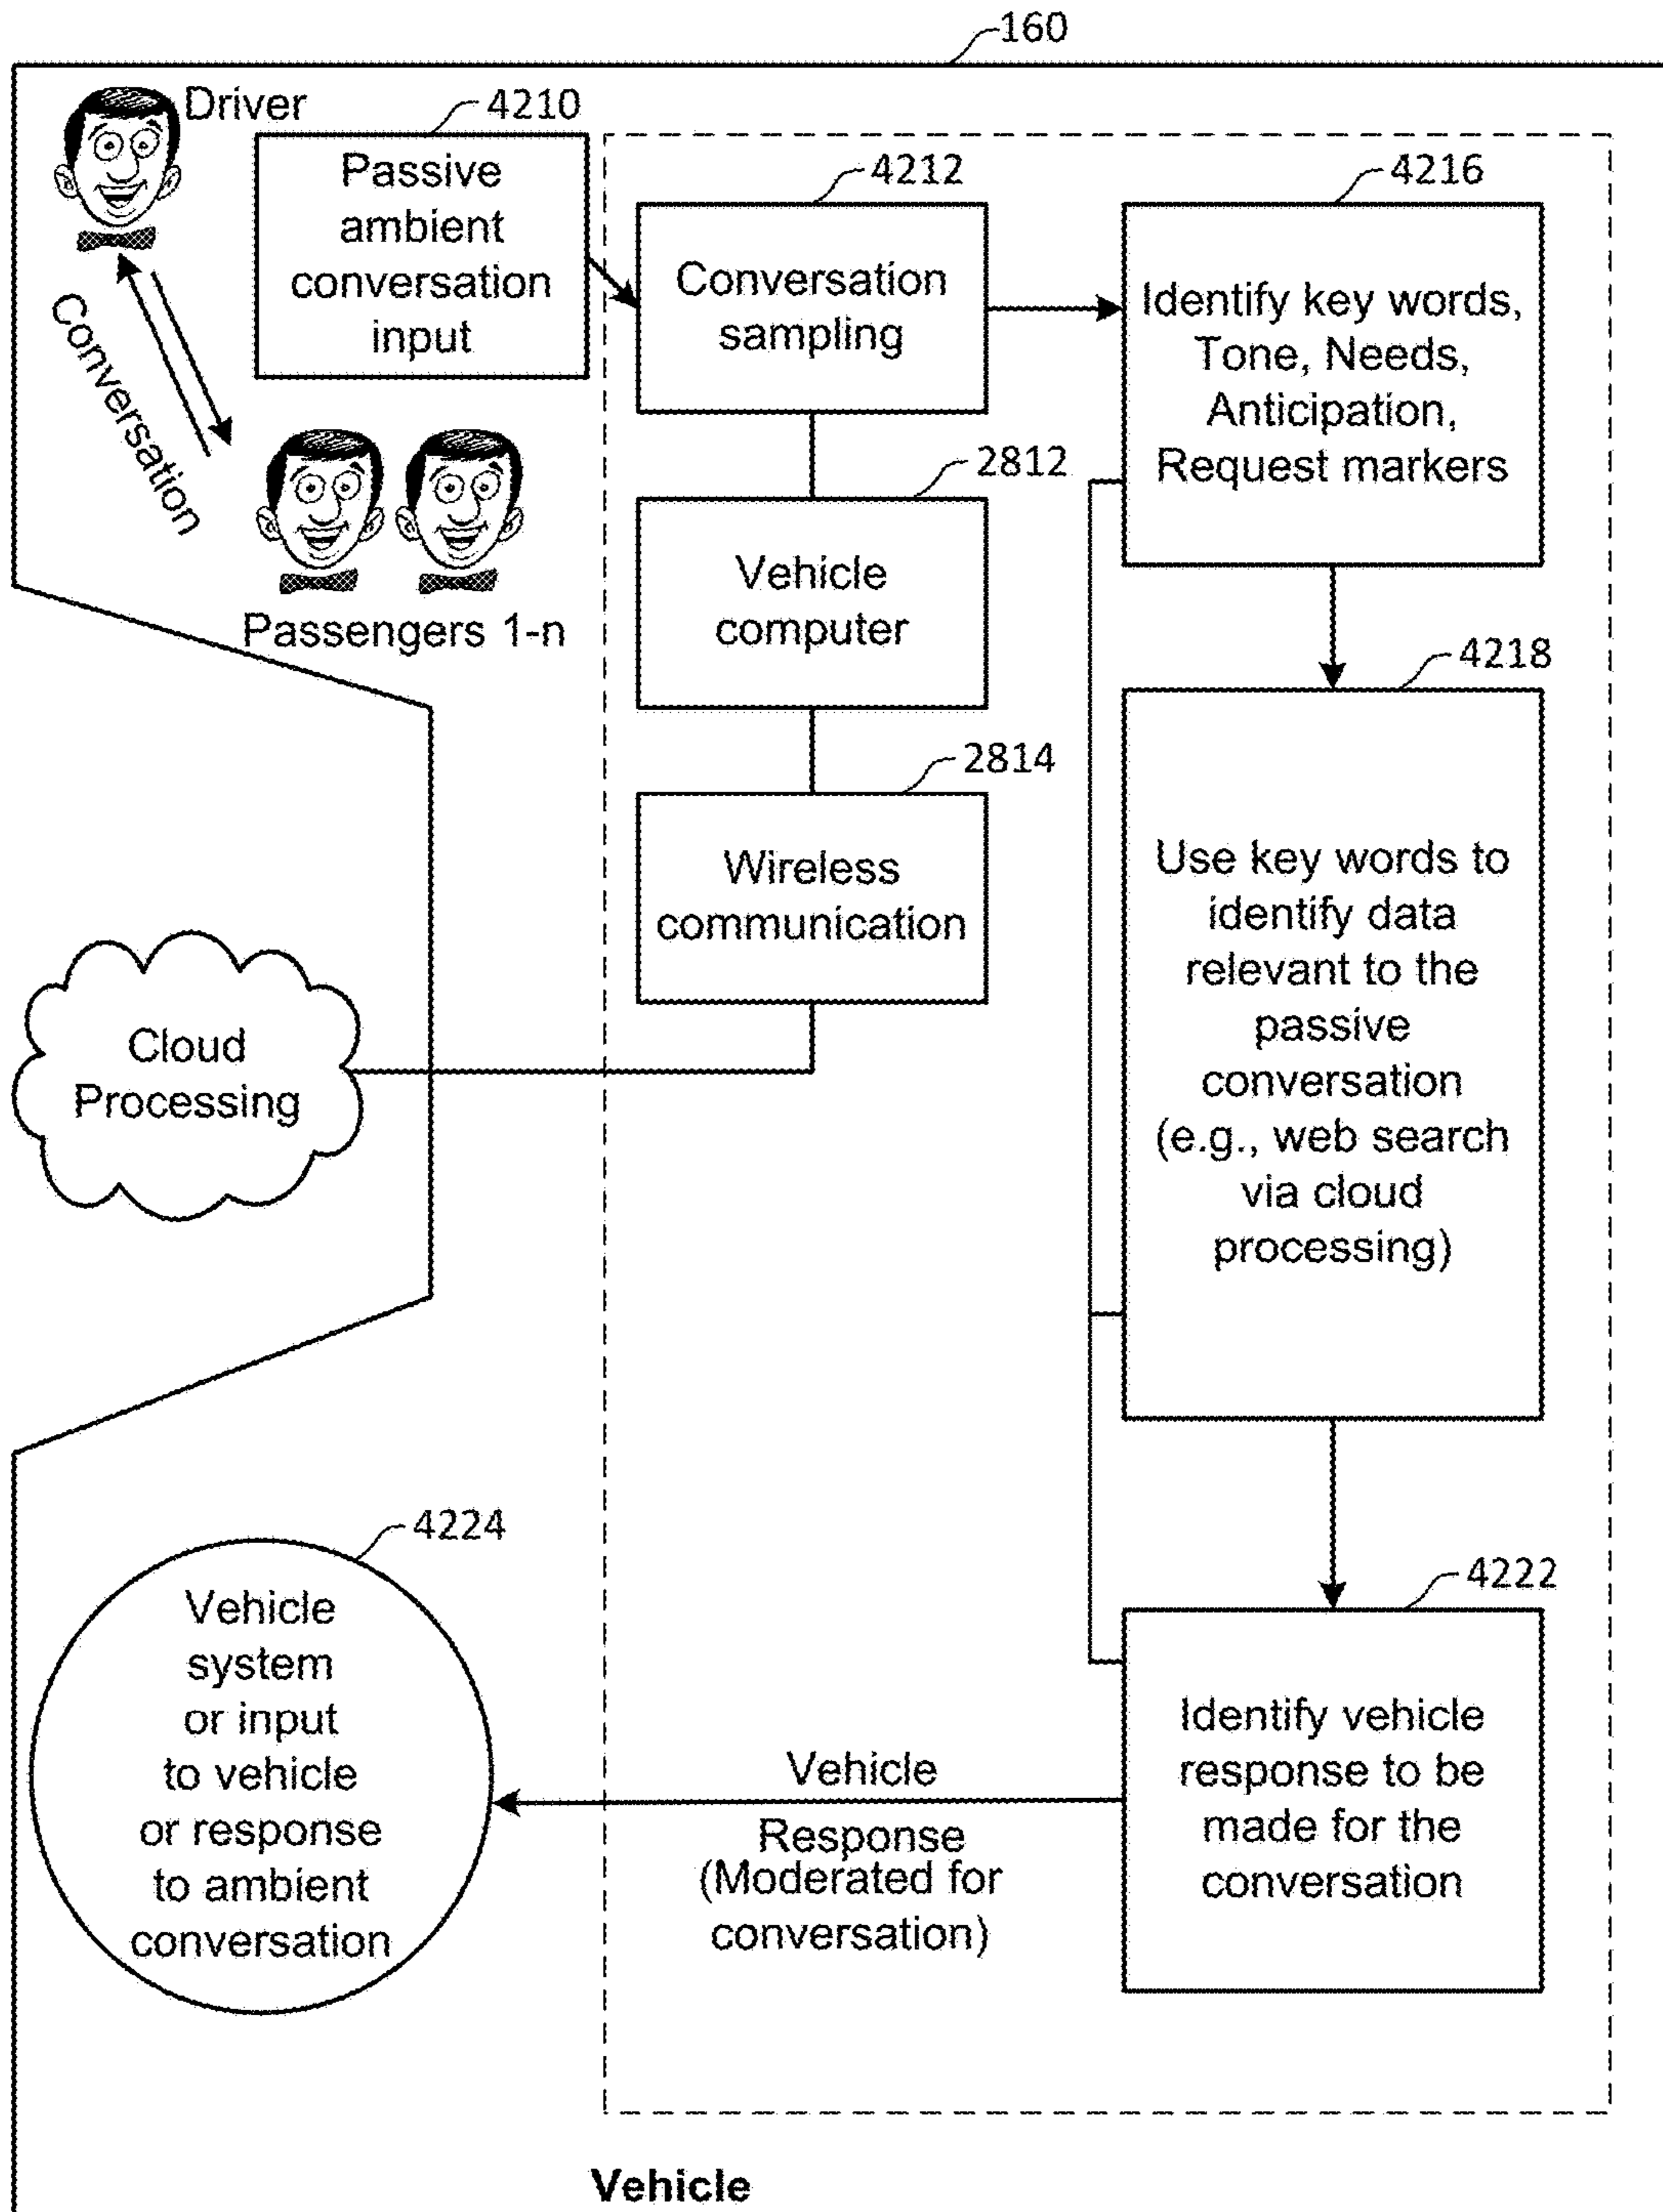 160
Driver
4210
Passive
ambient
conversation
input
Conversation
Passengers 1-n
4212
Conversation
sampling
2812
Vehicle
computer
2814
Wireless
communication
Cloud
Processing
4216
Identify key words,
Tone, Needs,
Anticipation,
Request markers
4218
Use key words to
identify data
relevant to the
passive
conversation
(e.g., web search
via cloud
processing)
4222
Identify vehicle
response to be
made for the
conversation
Vehicle
Response
(Moderated for
conversation)
4224
Vehicle
system
or input
to vehicle
or response
to ambient
conversation
Vehicle